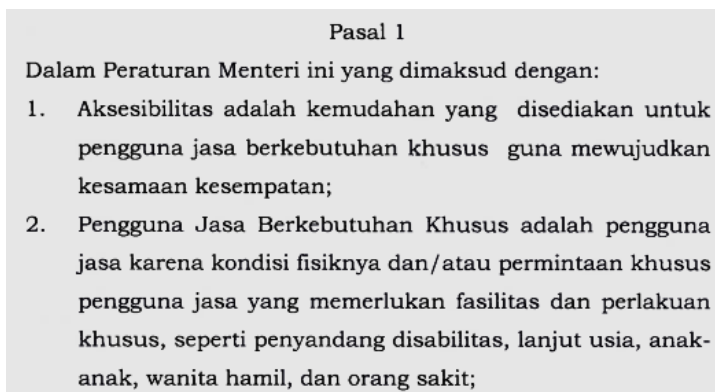 Pasal 1
Dalam Peraturan Menteri ini yang dimaksud dengan:
1. Aksesibilitas adalah kemudahan yang disediakan untuk
pengguna jasa berkebutuhan khusus guna mewujudkan
kesamaan kesempatan;
2. Pengguna Jasa Berkebutuhan Khusus adalah pengguna
jasa karena kondisi fisiknya dan/atau permintaan khusus
pengguna jasa yang memerlukan fasilitas dan perlakuan
khusus, seperti penyandang disabilitas, lanjut usia, anak-
anak, wanita hamil, dan orang sakit;